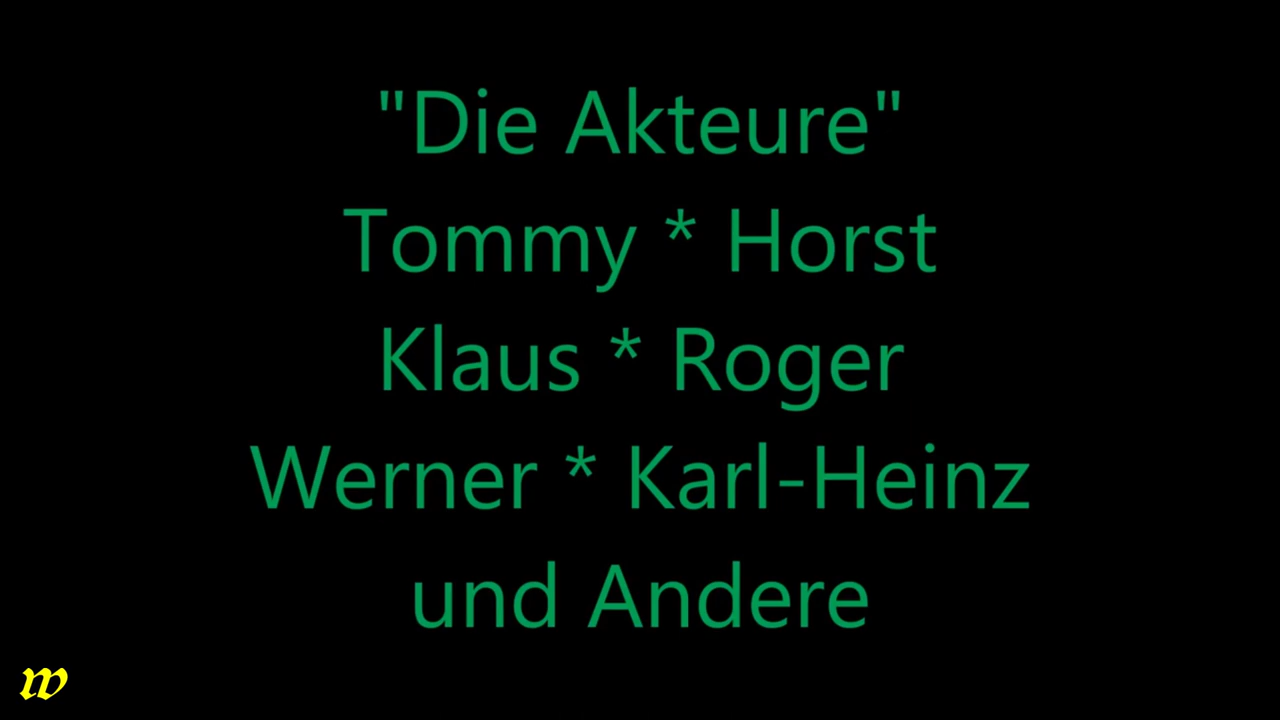 "Die Akteure"
Tommy * Horst
Klaus * Roger
Werner * Karl-Heinz
und Andere
w